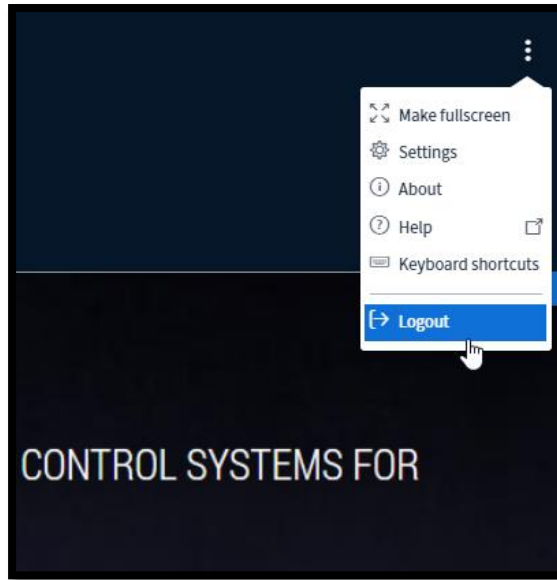 Make fullscreen
Settings
About
Help
Keyboard shortcuts
Logout
CONTROL SYSTEMS FOR